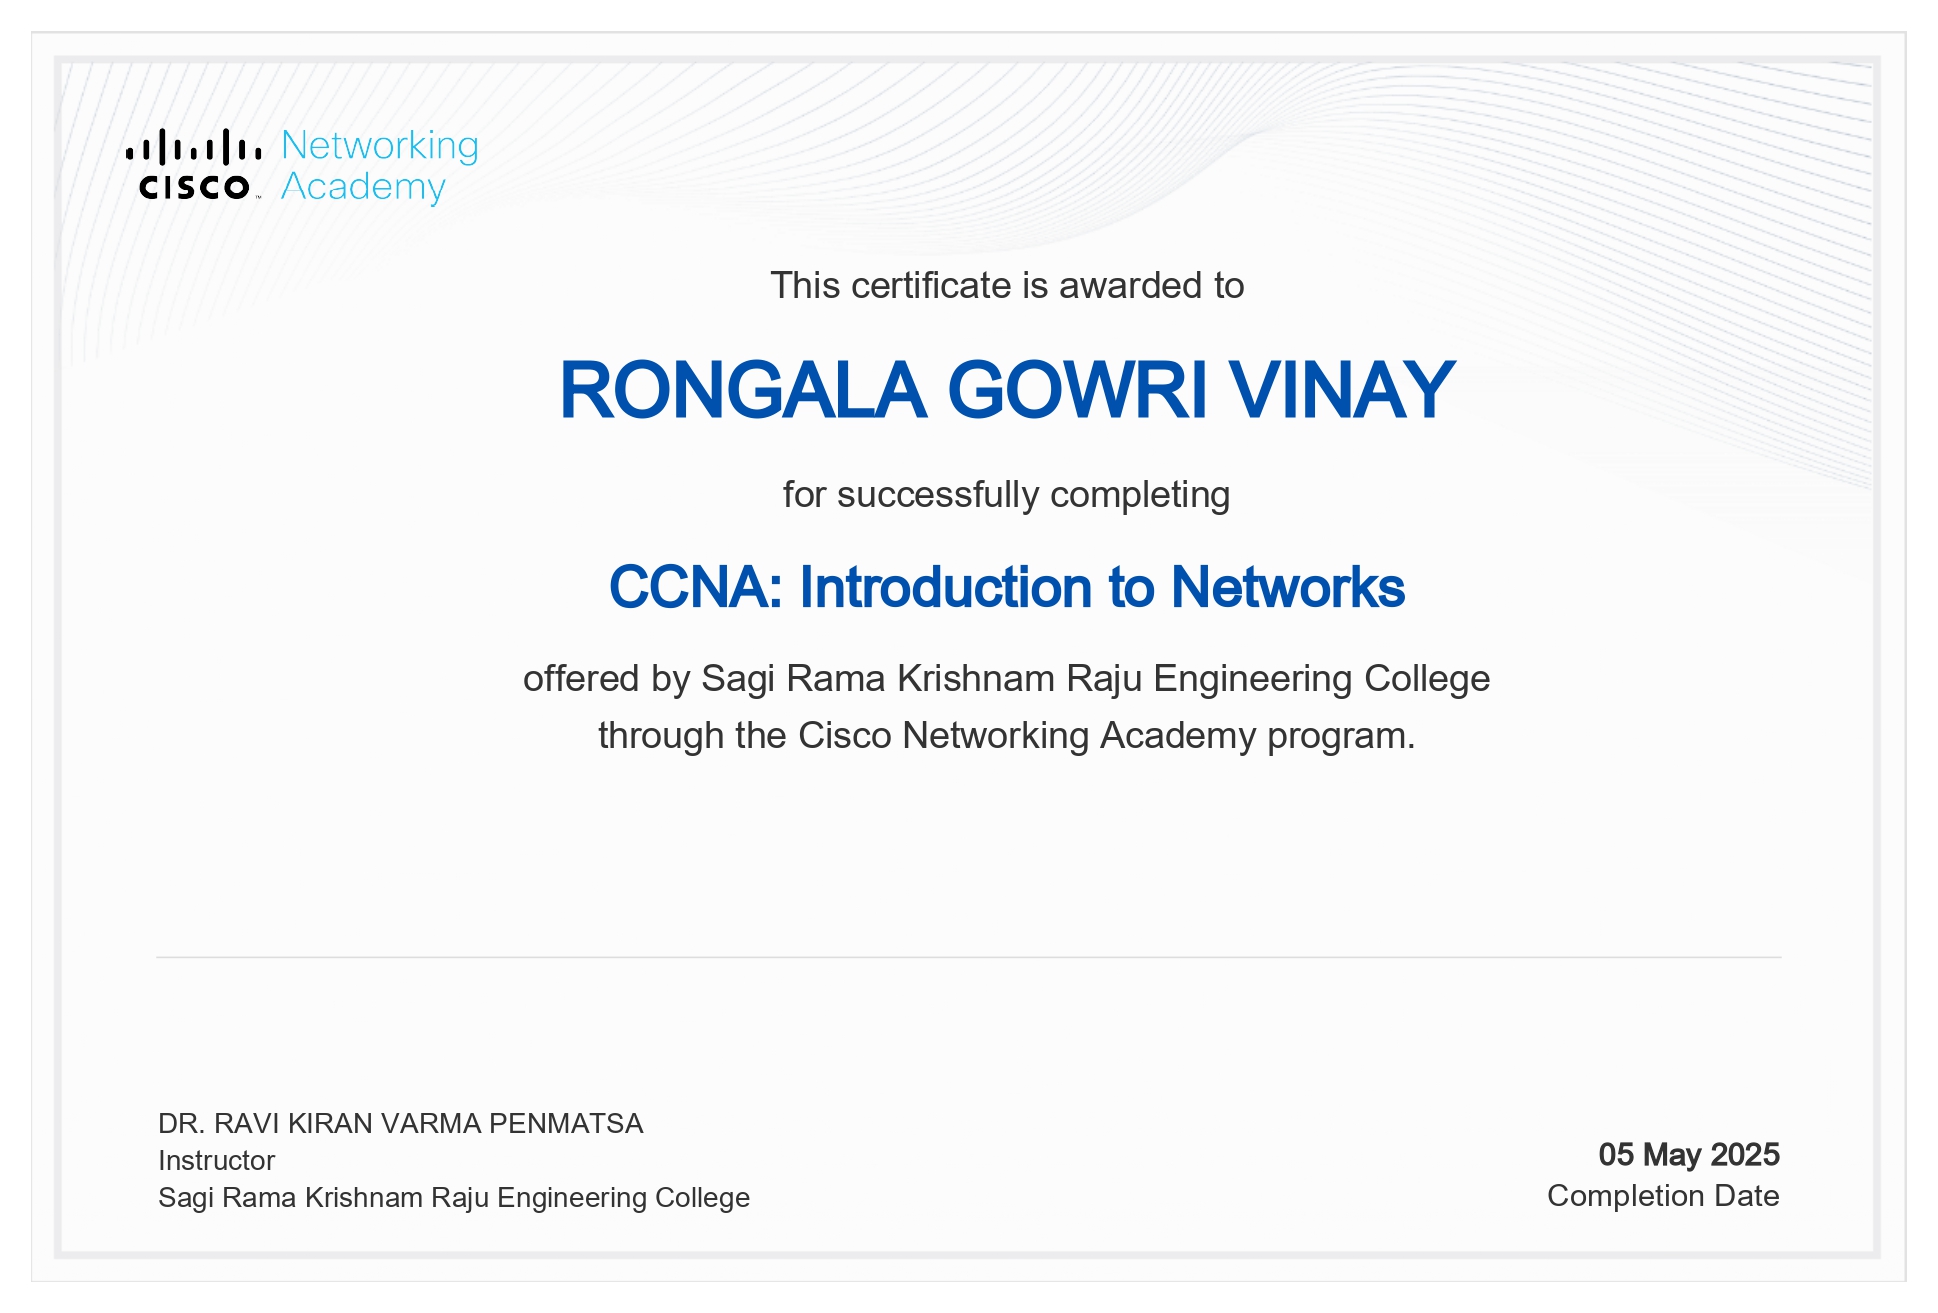 Networking
Academy
CISCO™
This certificate is awarded to
RONGALA GOWRI VINAY
for successfully completing
CCNA: Introduction to Networks
offered by Sagi Rama Krishnam Raju Engineering College
through the Cisco Networking Academy program.
DR. RAVI KIRAN VARMA PENMATSA
Instructor
Sagi Rama Krishnam Raju Engineering College
05 May 2025
Completion Date